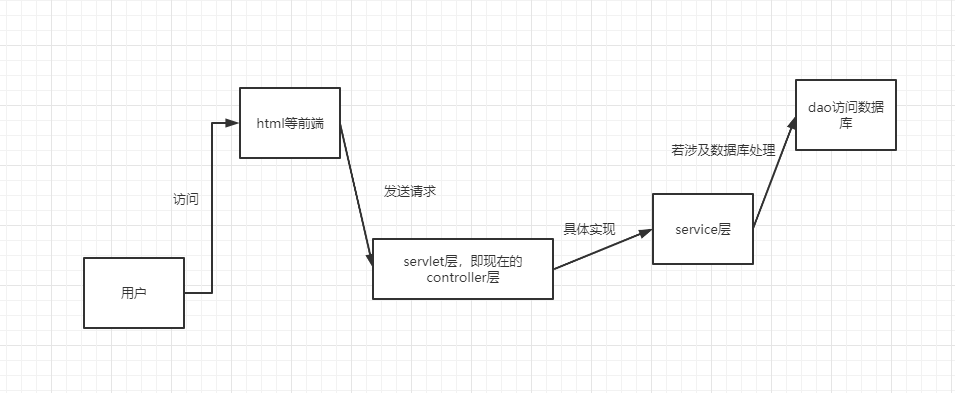 用户
访问
html等前端
发送请求
servlet层，即现在的
controller层
具体实现
service层
若涉及数据库处理
dao访问数据
库